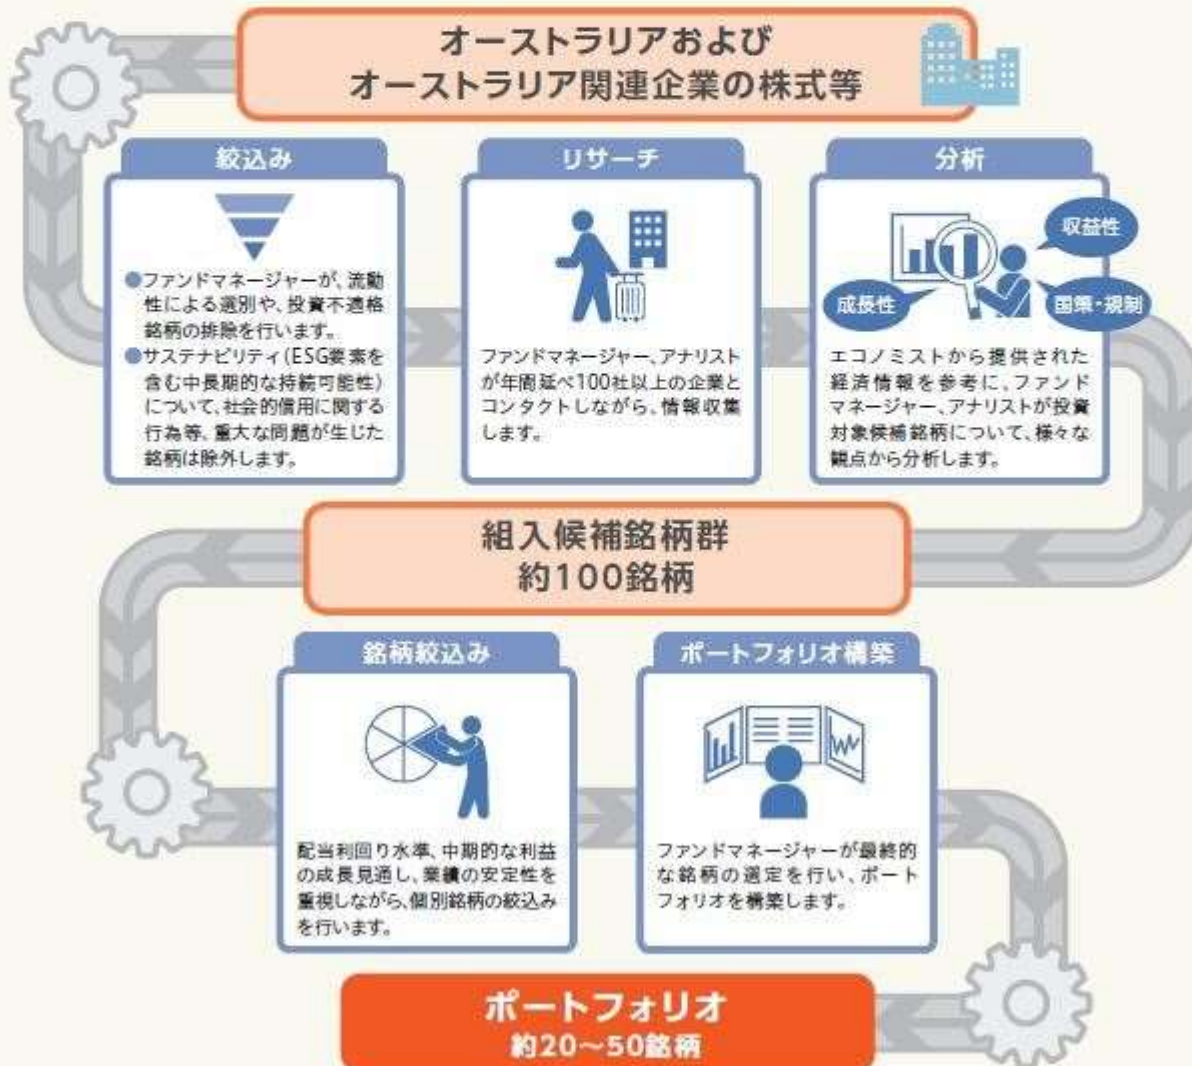 オーストラリアおよび
オーストラリア関連企業の株式等
絞込み
●ファンドマネージャーが、流動
性による選別や、投資不適格
銘柄の排除を行います。
●サステナビリティ(ESG要素を
含む中長期的な持続可能性)
について、社会的信用に関する
行為等、重大な問題が生じた
銘柄は除外します。
リサーチ
ファンドマネージャー、アナリスト
が年間延べ100社以上の企業と
コンタクトしながら、情報収集
します。
分析
収益性
成長性
国策・規制
エコノミストから提供された
経済情報を参考に、ファンド
マネージャー、アナリストが投資
対象候補銘柄について、様々な
観点から分析します。
組入候補銘柄群
約100銘柄
銘柄絞込み
配当利回り水準、中期的な利益
の成長見通し、業績の安定性を
重視しながら、個別銘柄の絞込み
を行います。
ポートフォリオ構築
ファンドマネージャーが最終的
な銘柄の選定を行い、ポート
フォリオを構築します。
ポートフォリオ
約20～50銘柄